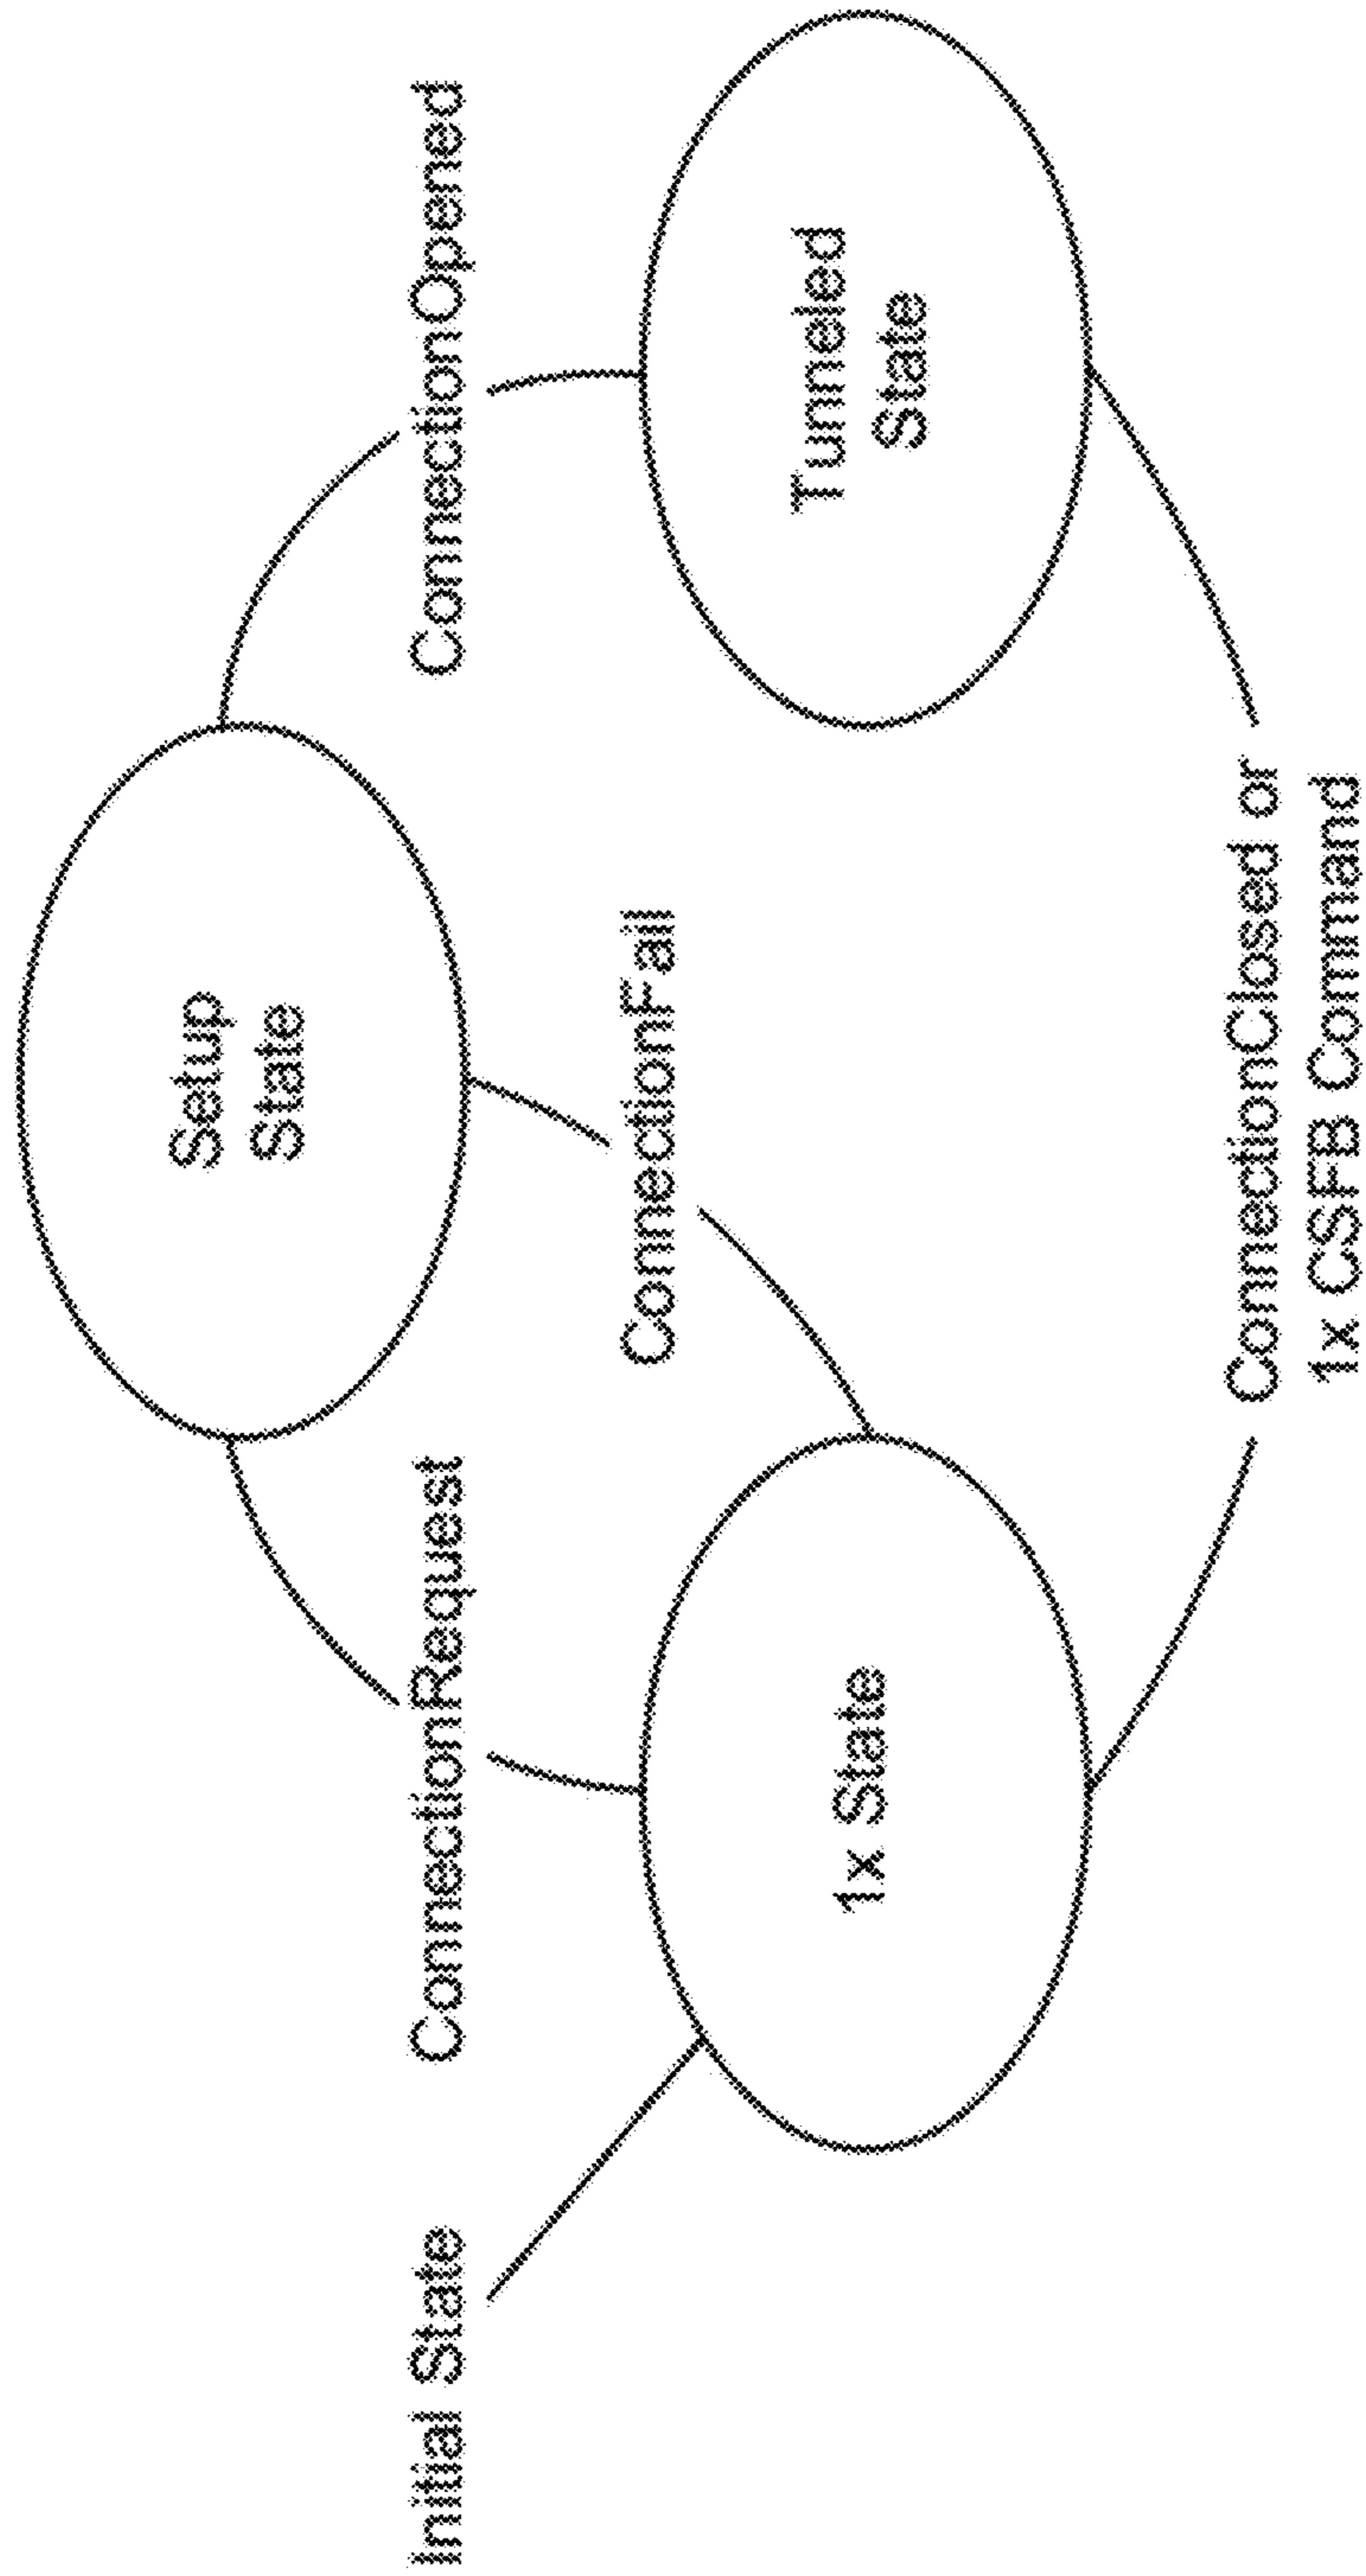 Setup
State
Initial State
ConnectionRequest
ConnectionOpened
ConnectionFail
1x State
Tunneled
State
ConnectionClosed or
1x CSFB Command